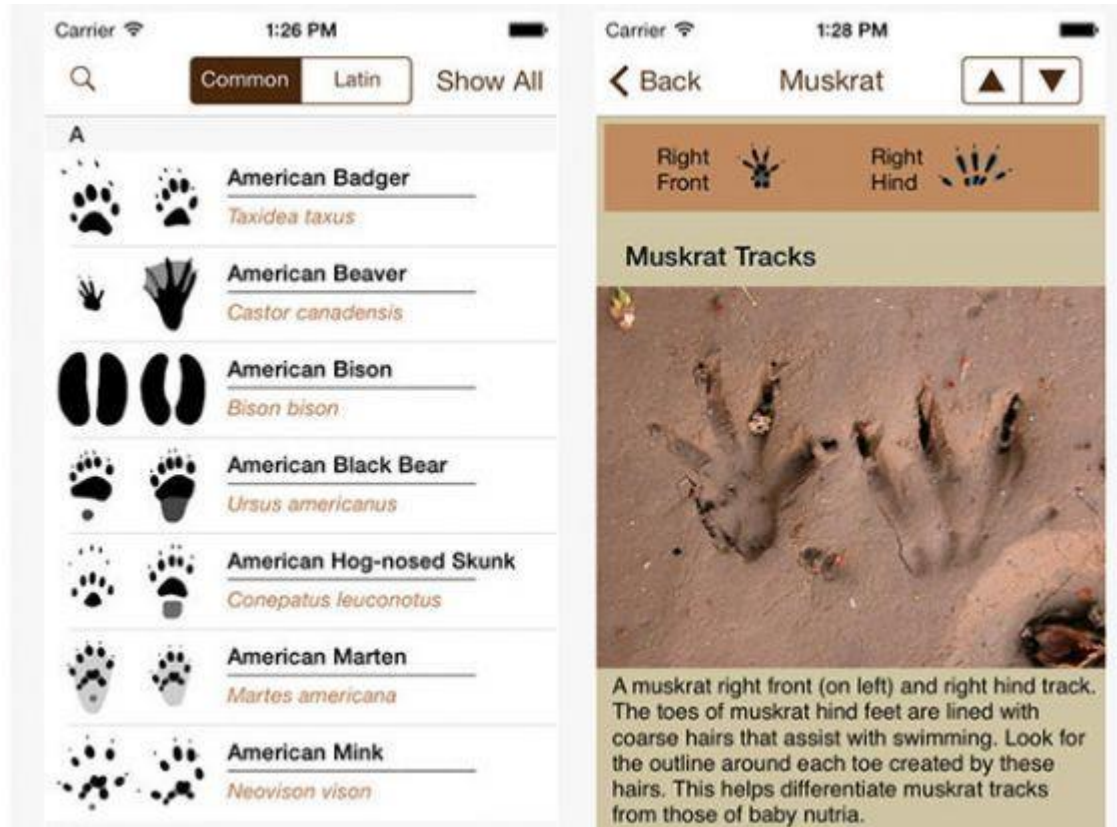 Carrier 1:26 PM
Common Latin Show All
A
American Badger
Taxidea taxus
American Beaver
Castor canadensis
American Bison
Bison bison
American Black Bear
Ursus americanus
American Hog-nosed Skunk
Conepatus leuconotus
American Marten
Martes americana
American Mink
Neovison vison
Carrier 1:28 PM
Back Muskrat
Right Front
Right Hind
Muskrat Tracks
A muskrat right front (on left) and right hind track.
The toes of muskrat hind feet are lined with
coarse hairs that assist with swimming. Look for
the outline around each toe created by these
hairs. This helps differentiate muskrat tracks
from those of baby nutria.